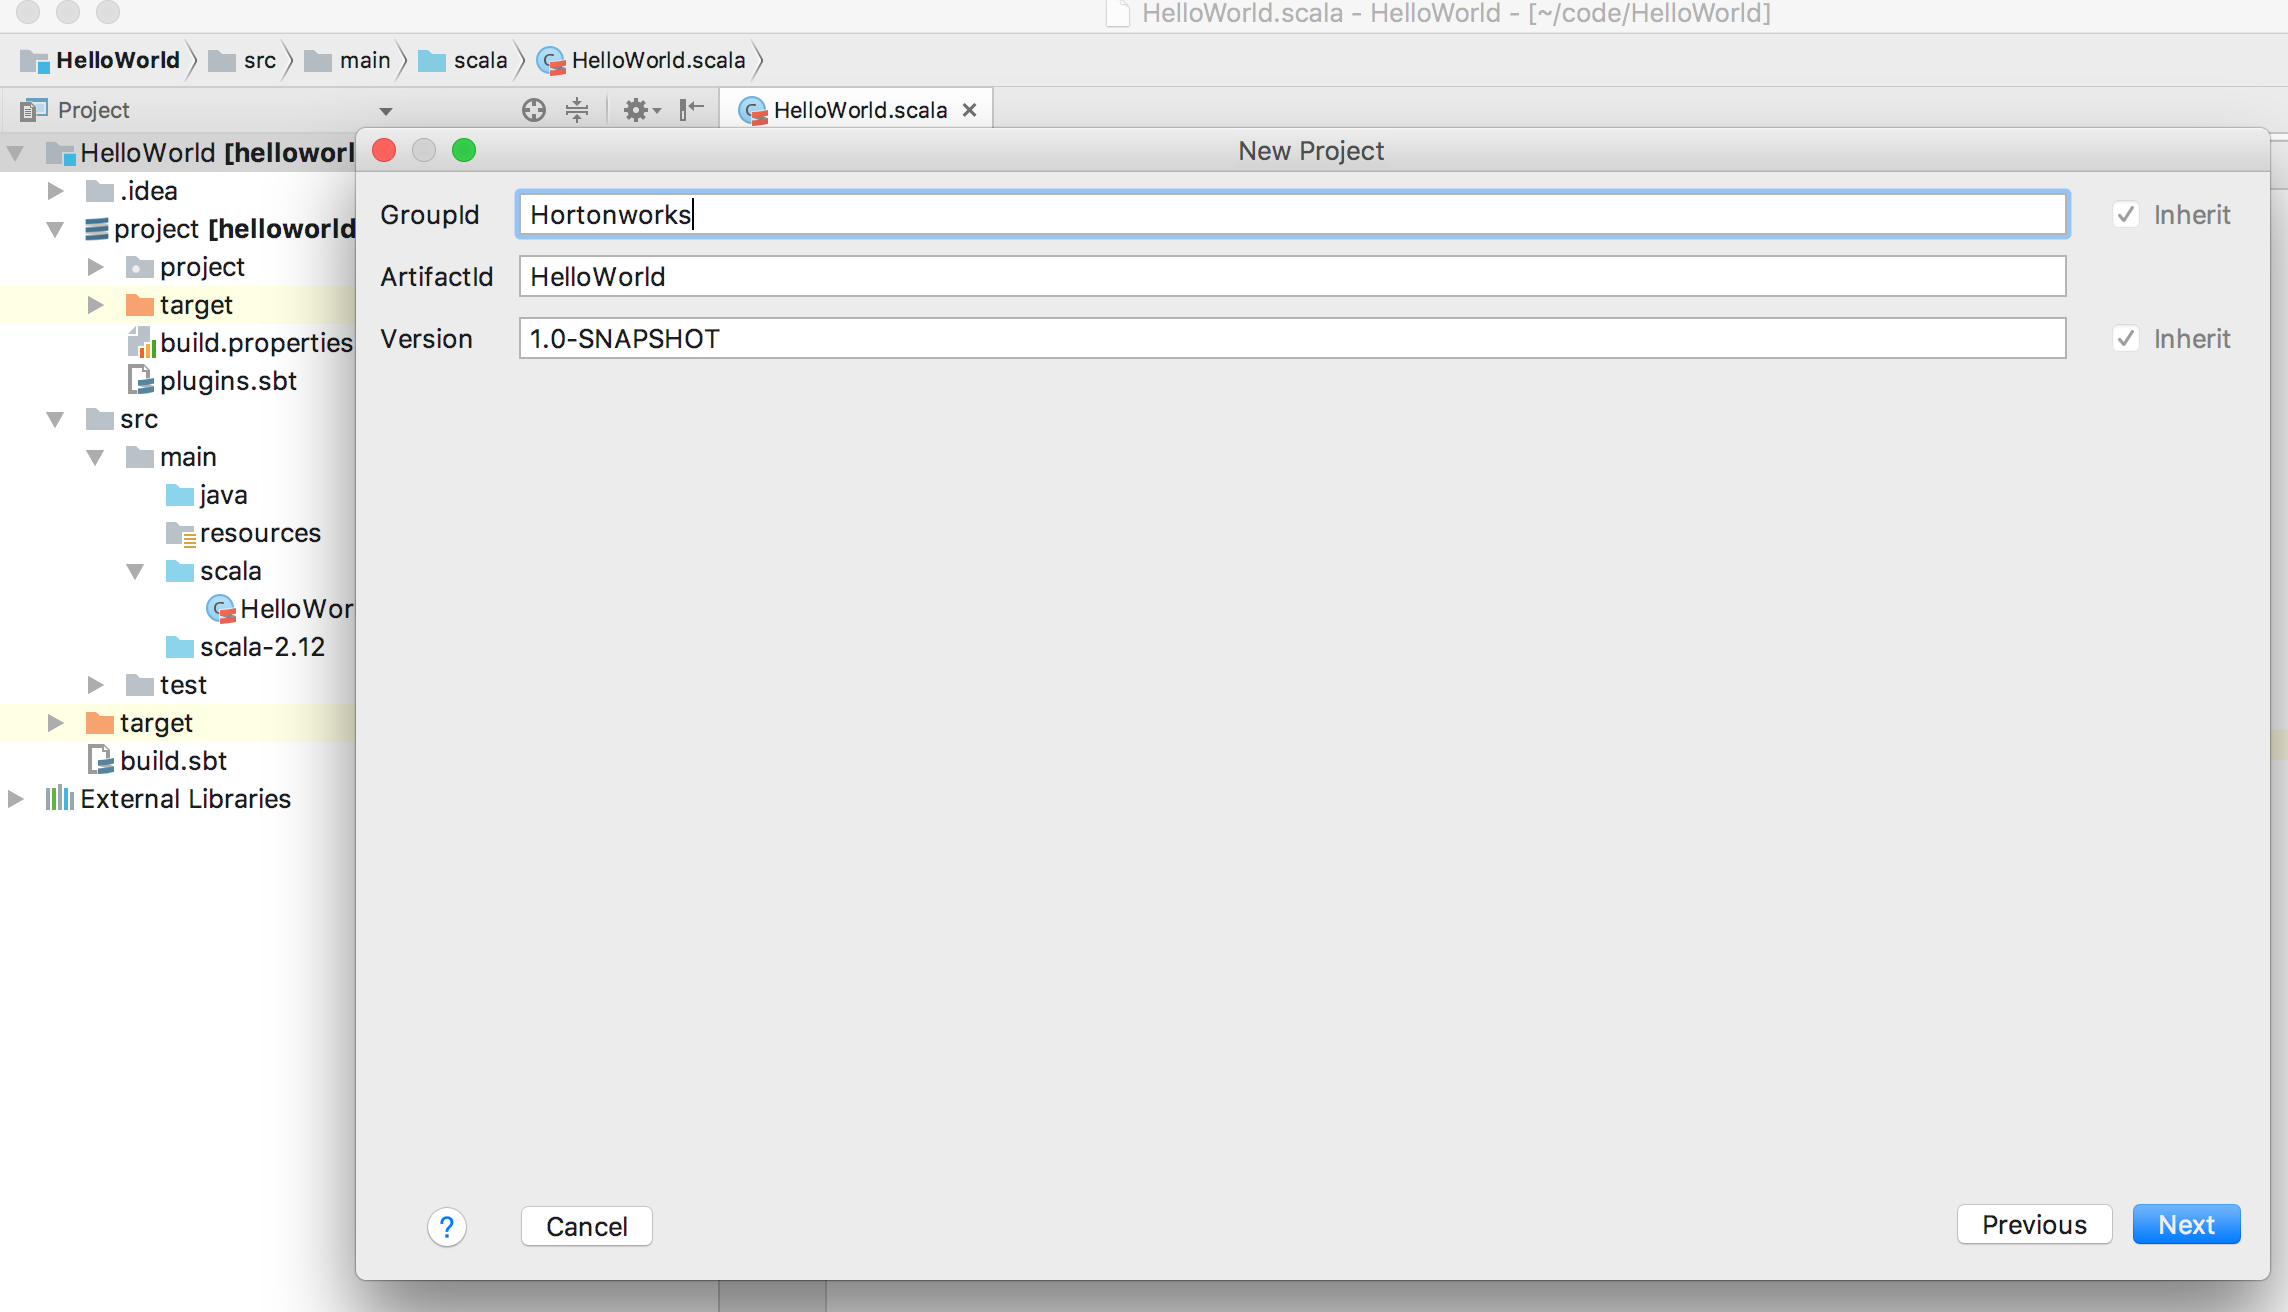 HelloWorld.scala - HelloWorld - [~/code/HelloWorld]
HelloWorld src main scala HelloWorld.scala
Project HelloWorld.scala
New Project
HelloWorld [helloworl
.idea
project [helloworld
project
target
build.properties
plugins.sbt
src
main
java
resources
scala
HelloWor
scala-2.12
test
target
build.sbt
External Libraries
GroupId Hortonworks Inherit
ArtifactId HelloWorld
Version 1.0-SNAPSHOT Inherit
? Cancel Previous Next